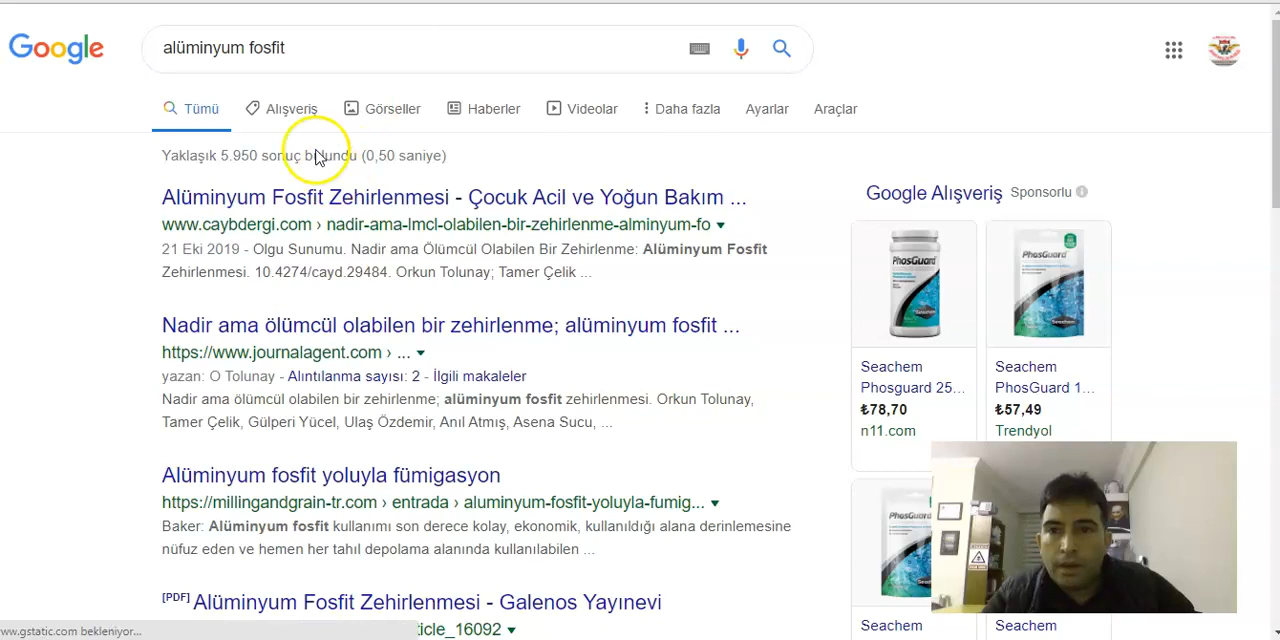 Google
alüminyum fosfit
Tümü
Alışveriş
Görseller
Haberler
Videolar
Daha fazla
Ayarlar
Araçlar
Yaklaşık 5.950 sonuç bulundu (0,50 saniye)
Alüminyum Fosfit Zehirlenmesi - Çocuk Acil ve Yoğun Bakım ...
www.caybdergi.com › nadir-ama-lmcl-olabilen-bir-zehirlenme-alminyum-fo
21 Eki 2019 - Olgu Sunumu. Nadir ama Ölümcül Olabilen Bir Zehirlenme: Alüminyum Fosfit
Zehirlenmesi. 10.4274/cayd.29484. Orkun Tolunay; Tamer Çelik ...
Nadir ama ölümcül olabilen bir zehirlenme; alüminyum fosfit ...
https://www.journalagent.com › ...
yazan: O Tolunay - Alıntılanma sayısı: 2 - İlgili makaleler
Nadir ama ölümcül olabilen bir zehirlenme; alüminyum fosfit zehirlenmesi. Orkun Tolunay,
Tamer Çelik, Gülperi Yücel, Ulaş Özdemir, Anıl Atmış, Asena Sucu, ...
Alüminyum fosfit yoluyla fümigasyon
https://millingandgrain-tr.com › entrada › aluminyum-fosfit-yoluyla-fumig...
Baker: Alüminyum fosfit kullanımı son derece kolay, ekonomik, kullanıldığı alana derinlemesine
nüfuz eden ve hemen her tahıl depolama alanında kullanılabilen ...
[PDF] Alüminyum Fosfit Zehirlenmesi - Galenos Yayınevi
ticle_16092
www.gstatic.com bekleniyor...
Google Alışveriş Sponsorlu
PhosGuard
Seachem
PhosGuard
Seachem
Seachem
Phosguard 25...
₺78,70
n11.com
Seachem
PhosGuard 1...
₺57,49
Trendyol
PhosGuard
Seachem
Seachem